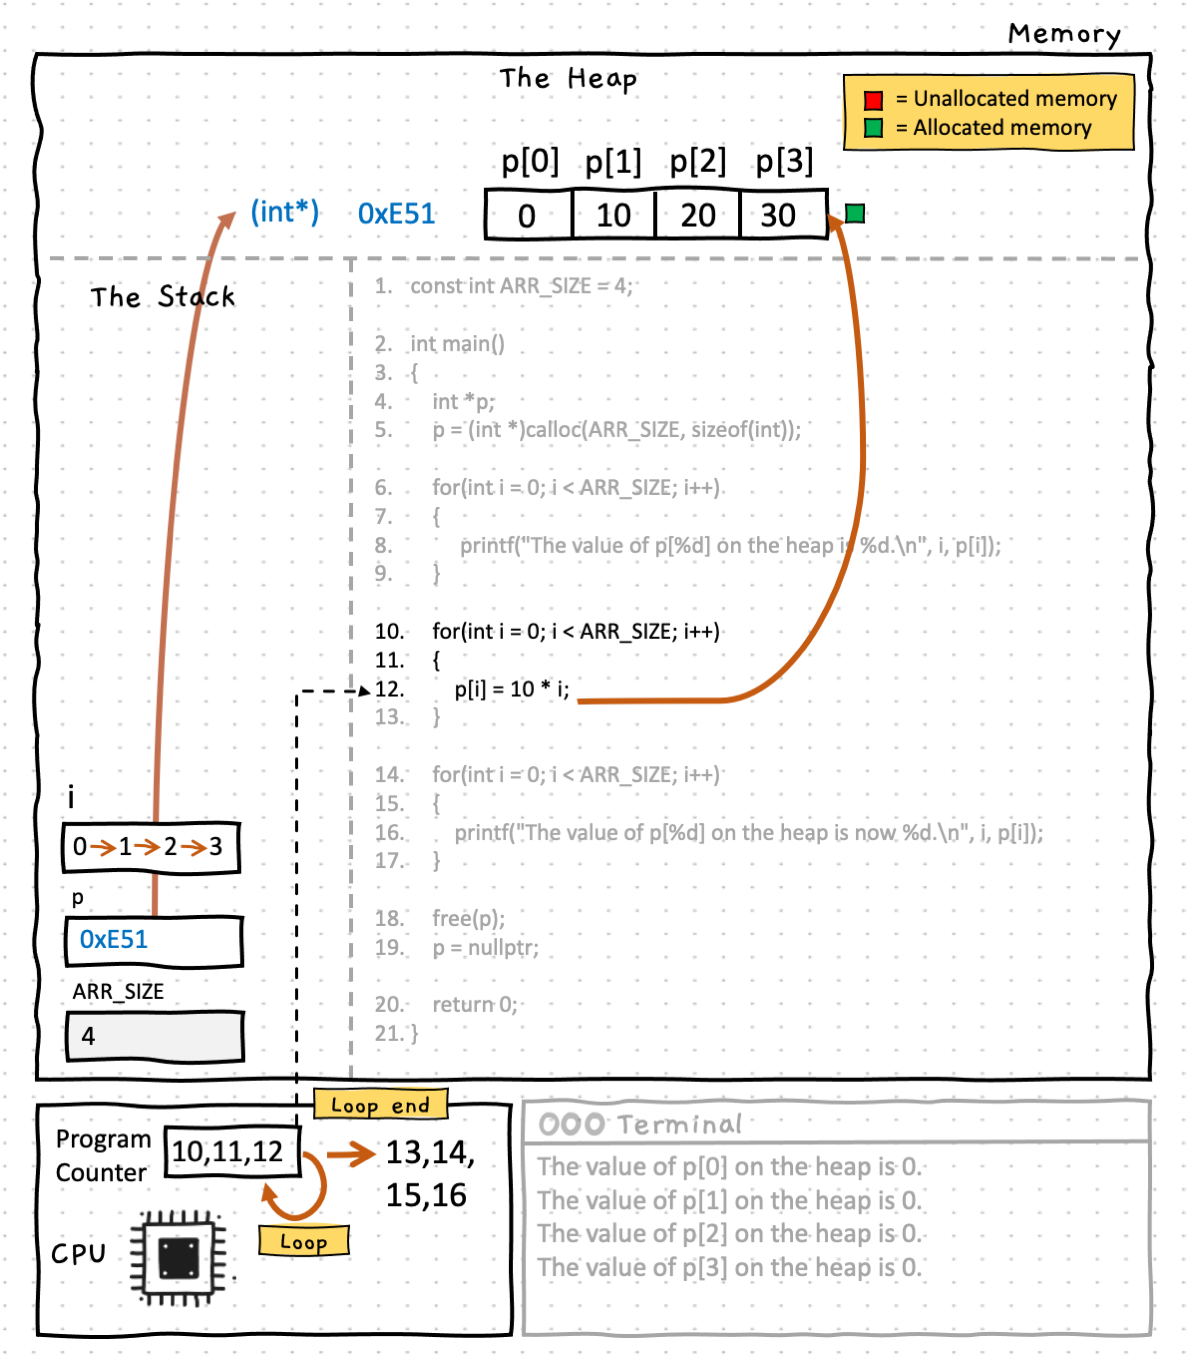 Memory
The Heap
= Unallocated memory
= Allocated memory
p[0] p[1] p[2] p[3]
(int*) 0xE51 0 10 20 30
The Stack
1. const int ARR_SIZE = 4;
2. int main()
3. {
4. int *p;
5. p = (int *)calloc(ARR_SIZE, sizeof(int));
6. for(int i = 0; i < ARR_SIZE; i++)
7. {
8. printf("The value of p[%d] on the heap is %d.\n", i, p[i]);
9. }
10. for(int i = 0; i < ARR_SIZE; i++)
11. {
12. p[i] = 10 * i;
13. }
14. for(int i = 0; i < ARR_SIZE; i++)
15. {
16. printf("The value of p[%d] on the heap is now %d.\n", i, p[i]);
17. }
18. free(p);
19. p = nullptr;
20. return 0;
21. }
i
0 → 1 → 2 → 3
p
0xE51
ARR_SIZE
4
Loop end
Program
Counter
10,11,12
13,14,
15,16
Loop
CPU
Terminal
The value of p[0] on the heap is 0.
The value of p[1] on the heap is 0.
The value of p[2] on the heap is 0.
The value of p[3] on the heap is 0.